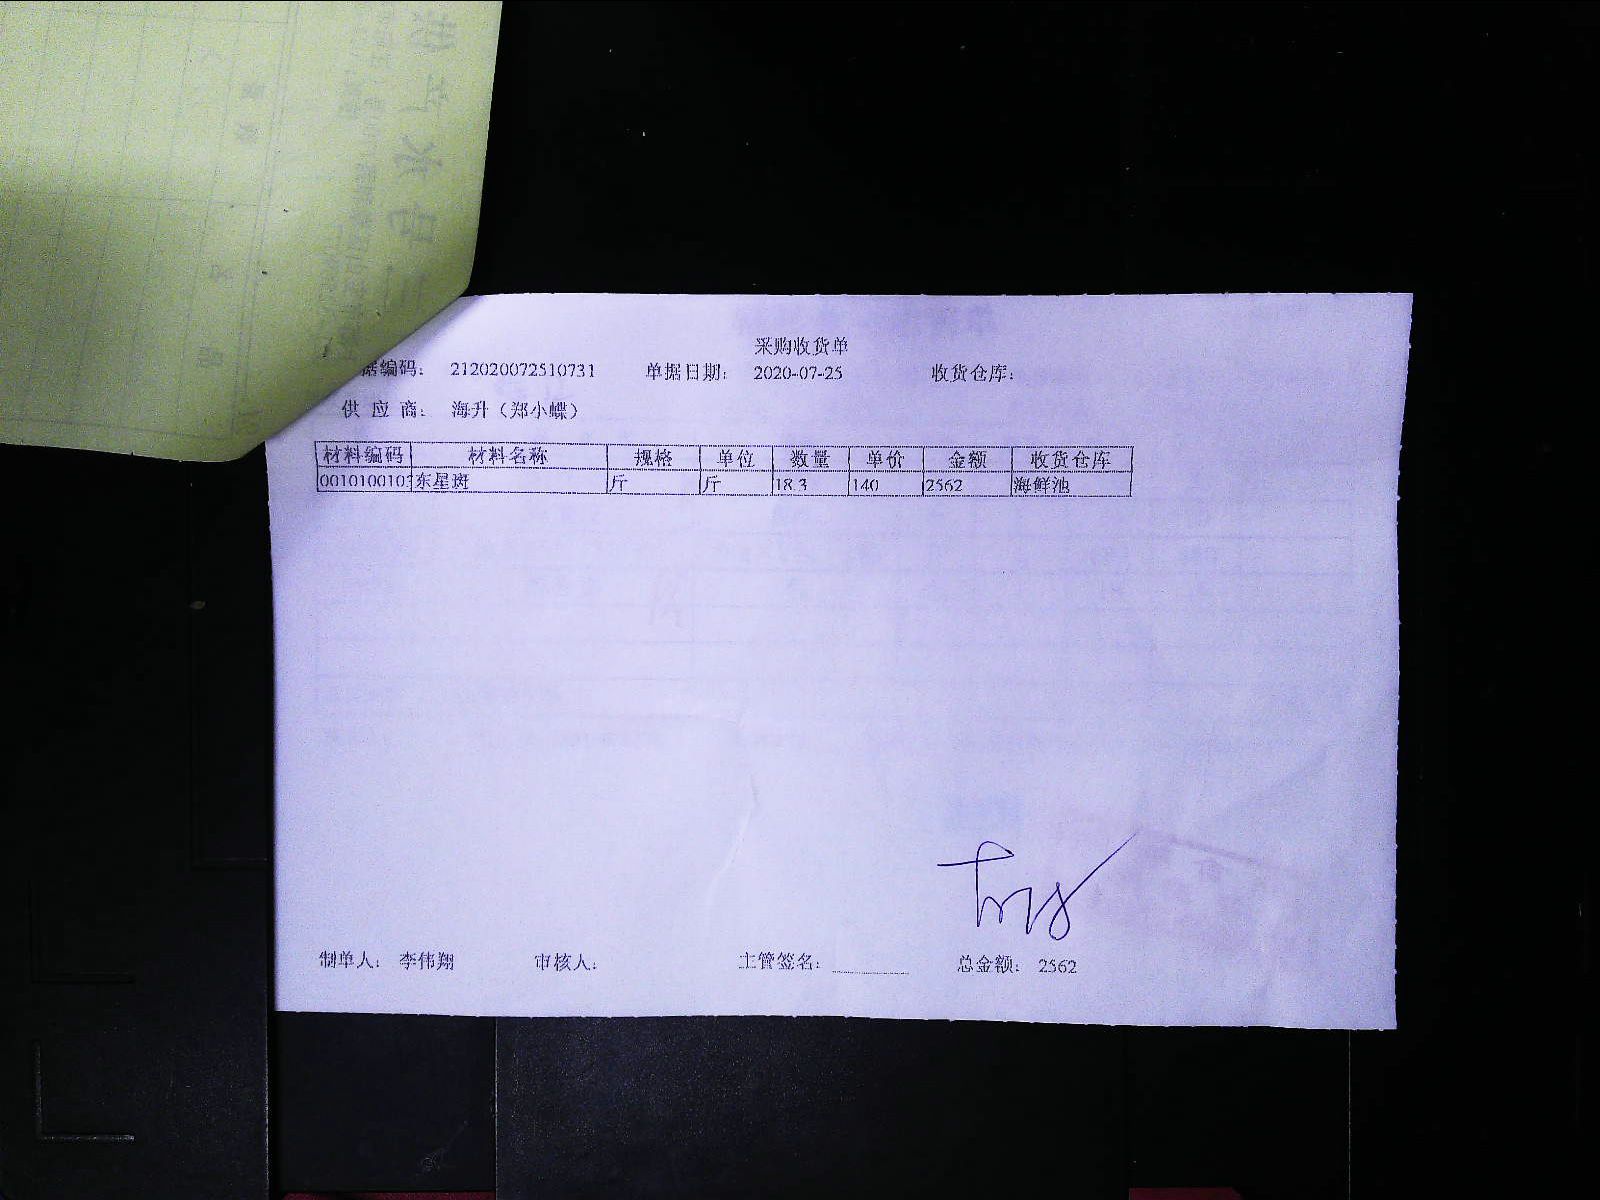 采购收货单
据编码： 212020072510731 单据日期： 2020-07-25 收货仓库：
供 应 商： 海升（郑小蝶）
材料编码 材料名称 规格 单位 数量 单价 金额 收货仓库
0010100103 东星斑 斤 斤 18.3 140 2562 海鲜池
制单人： 李伟翔 审核人： 主管签名： 总金额： 2562